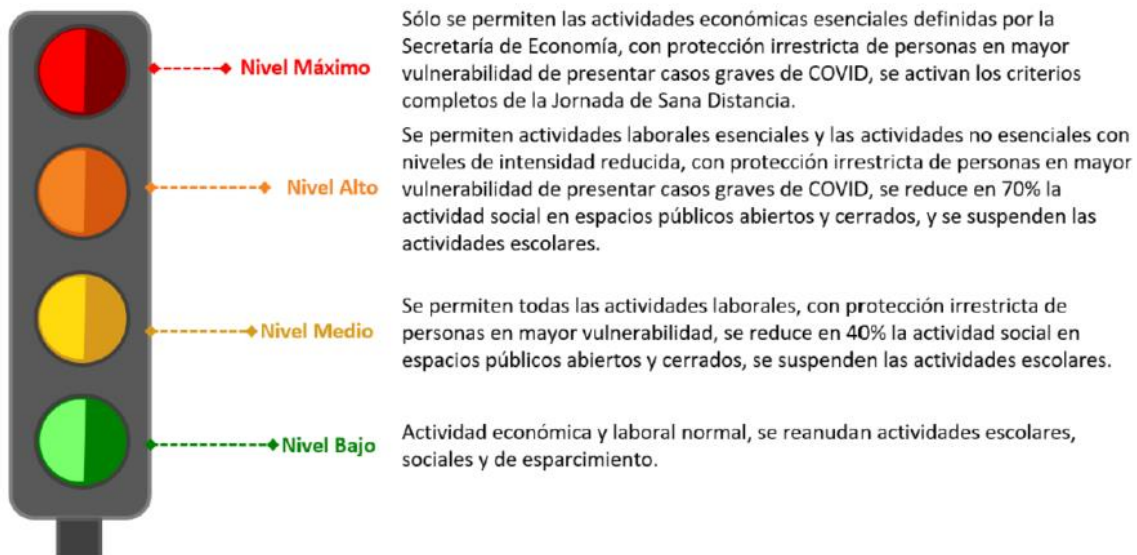 Nivel Máximo
Sólo se permiten las actividades económicas esenciales definidas por la
Secretaría de Economía, con protección irrestricta de personas en mayor
vulnerabilidad de presentar casos graves de COVID, se activan los criterios
completos de la Jornada de Sana Distancia.
Nivel Alto
Se permiten actividades laborales esenciales y las actividades no esenciales con
niveles de intensidad reducida, con protección irrestricta de personas en mayor
vulnerabilidad de presentar casos graves de COVID, se reduce en 70% la
actividad social en espacios públicos abiertos y cerrados, y se suspenden las
actividades escolares.
Nivel Medio
Se permiten todas las actividades laborales, con protección irrestricta de
personas en mayor vulnerabilidad, se reduce en 40% la actividad social en
espacios públicos abiertos y cerrados, se suspenden las actividades escolares.
Nivel Bajo
Actividad económica y laboral normal, se reanudan actividades escolares,
sociales y de esparcimiento.